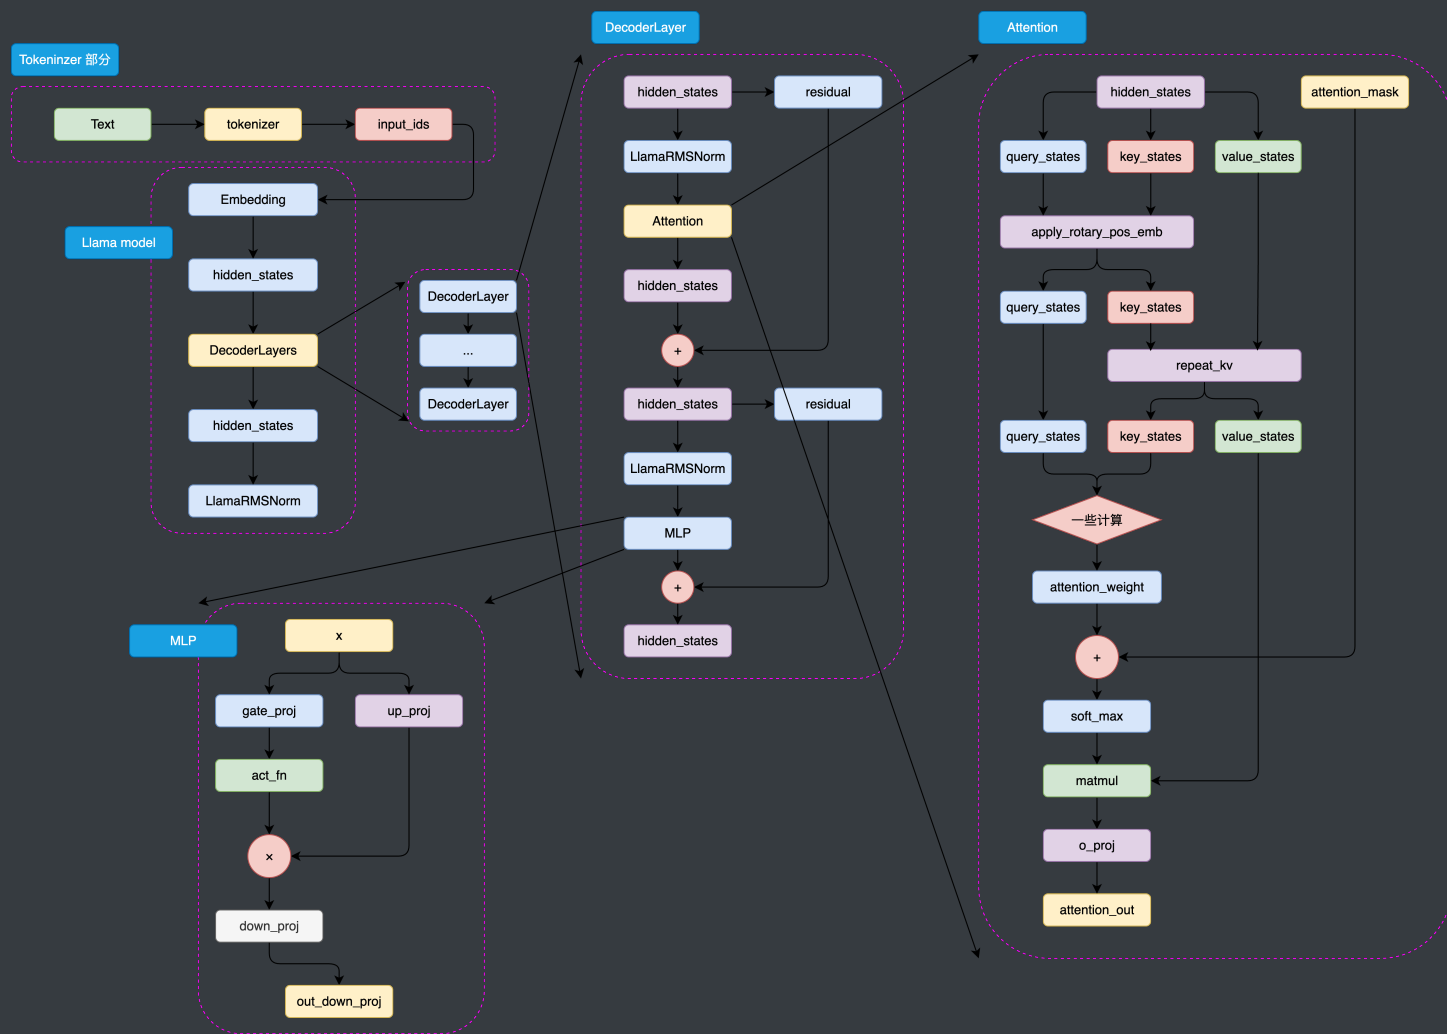 Tokeninzer 部分
Text
tokenizer
input_ids
Llama model
Embedding
hidden_states
DecoderLayers
hidden_states
LlamaRMSNorm
DecoderLayer
...
DecoderLayer
DecoderLayer
hidden_states
residual
LlamaRMSNorm
Attention
hidden_states
+
hidden_states
residual
LlamaRMSNorm
MLP
+
hidden_states
Attention
hidden_states
attention_mask
query_states
key_states
value_states
apply_rotary_pos_emb
query_states
key_states
repeat_kv
query_states
key_states
value_states
一些计算
attention_weight
+
soft_max
matmul
o_proj
attention_out
MLP
x
gate_proj
up_proj
act_fn
×
down_proj
out_down_proj